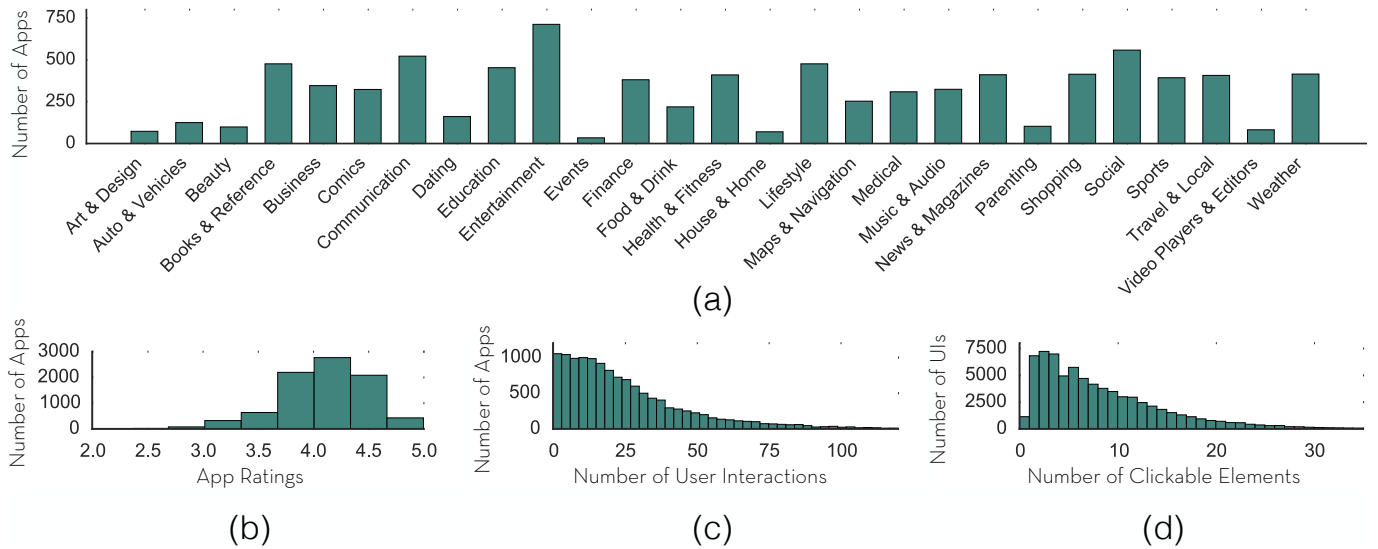 Number of Apps
750
500
250
0
Art & Design
Auto & Vehicles
Beauty
Books & Reference
Business
Comics
Communication
Dating
Education
Entertainment
Events
Finance
Food & Drink
Health & Fitness
House & Home
Lifestyle
Maps & Navigation
Medical
Music & Audio
News & Magazines
Parenting
Shopping
Social
Sports
Travel & Local
Video Players & Editors
Weather
(a)
Number of Apps
3000
2000
1000
0
2.0 2.5 3.0 3.5 4.0 4.5 5.0
App Ratings
(b)
Number of Apps
1000
500
0
0 25 50 75 100
Number of User Interactions
(c)
Number of UIs
7500
5000
2500
0
0 10 20 30
Number of Clickable Elements
(d)